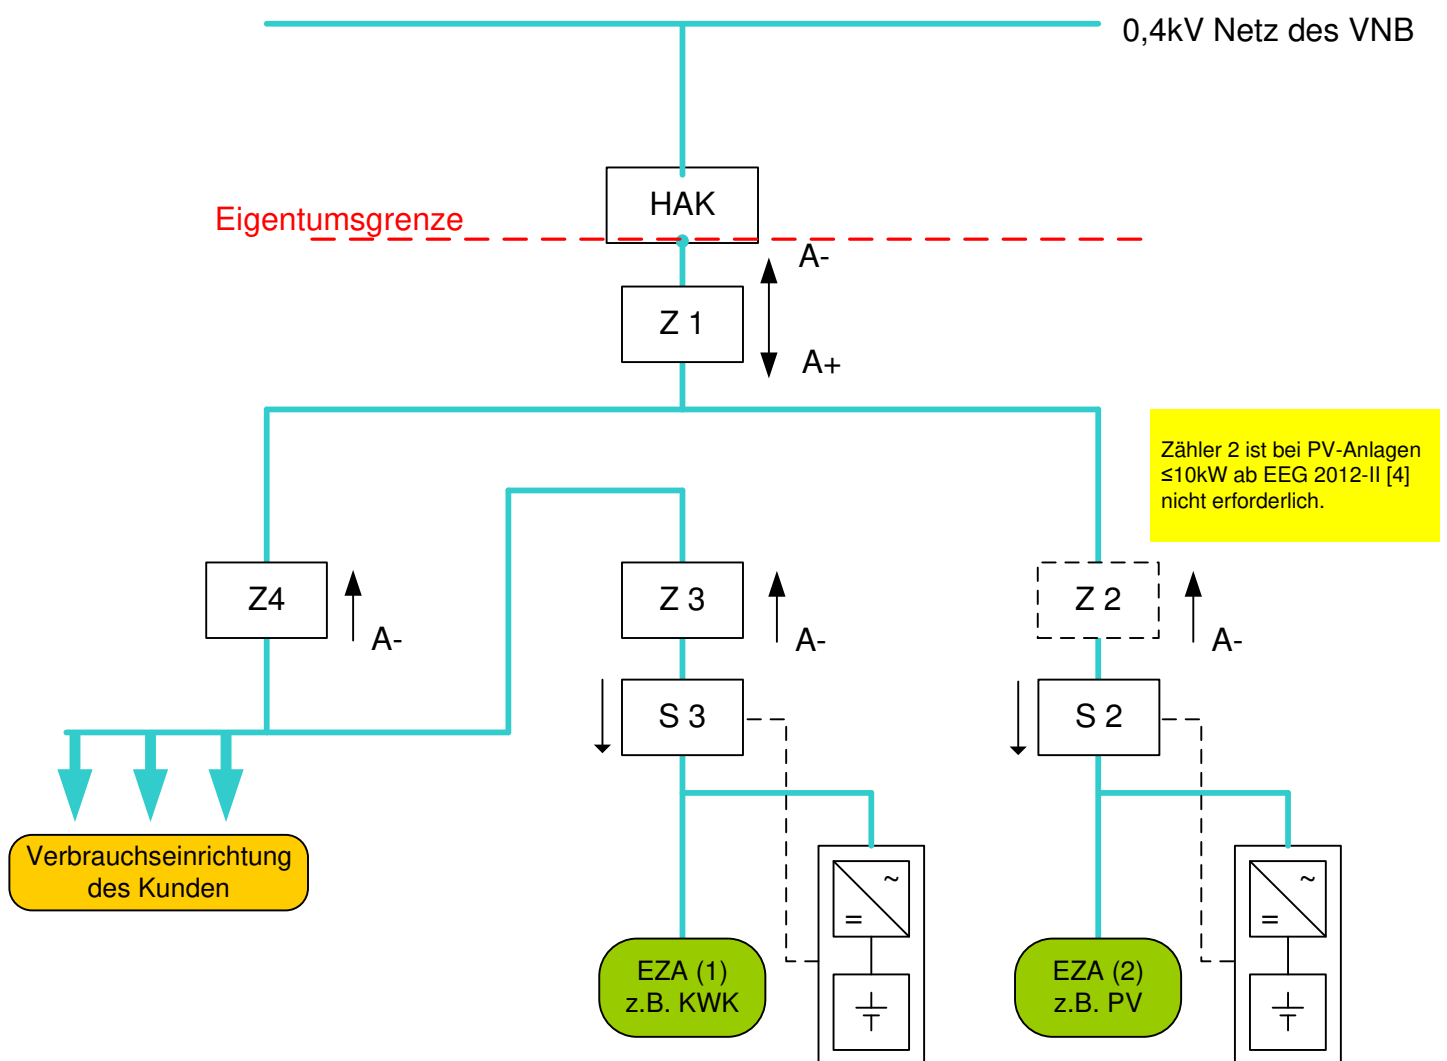 0,4kV Netz des VNB
HAK
Eigentumsgrenze
A-
Z 1
A+
Zähler 2 ist bei PV-Anlagen
≤10kW ab EEG 2012-II [4]
nicht erforderlich.
Z4
A-
Z 3
A-
Z 2
A-
S 3
S 2
Verbrauchseinrichtung
des Kunden
~
=
~
=
EZA (1)
z.B. KWK
EZA (2)
z.B. PV